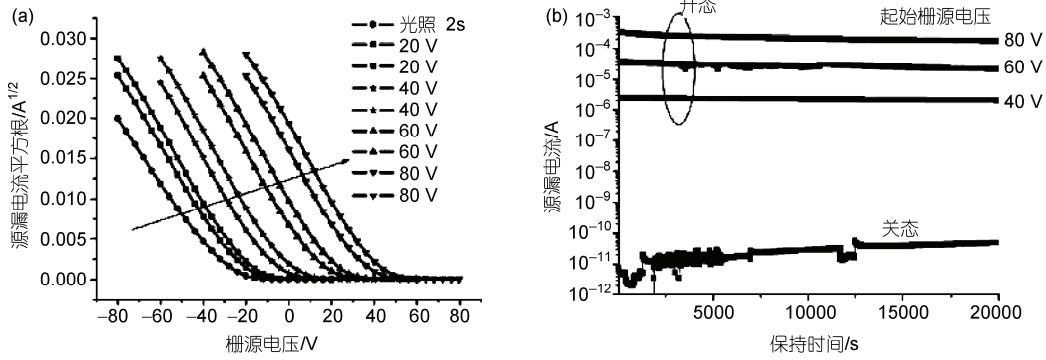 (a)
源漏电流平方根/A1/2
0.030
0.025
0.020
0.015
0.010
0.005
0.000
−80 −60 −40 −20 0 20 40 60 80
栅源电压/V
光照 2s
20 V
20 V
40 V
40 V
60 V
60 V
80 V
80 V
(b)
源漏电流/A
10−3
10−4
10−5
10−6
10−7
10−8
10−9
10−10
10−11
10−12
开态
起始栅源电压
80 V
60 V
40 V
关态
5000 10000 15000 20000
保持时间/s